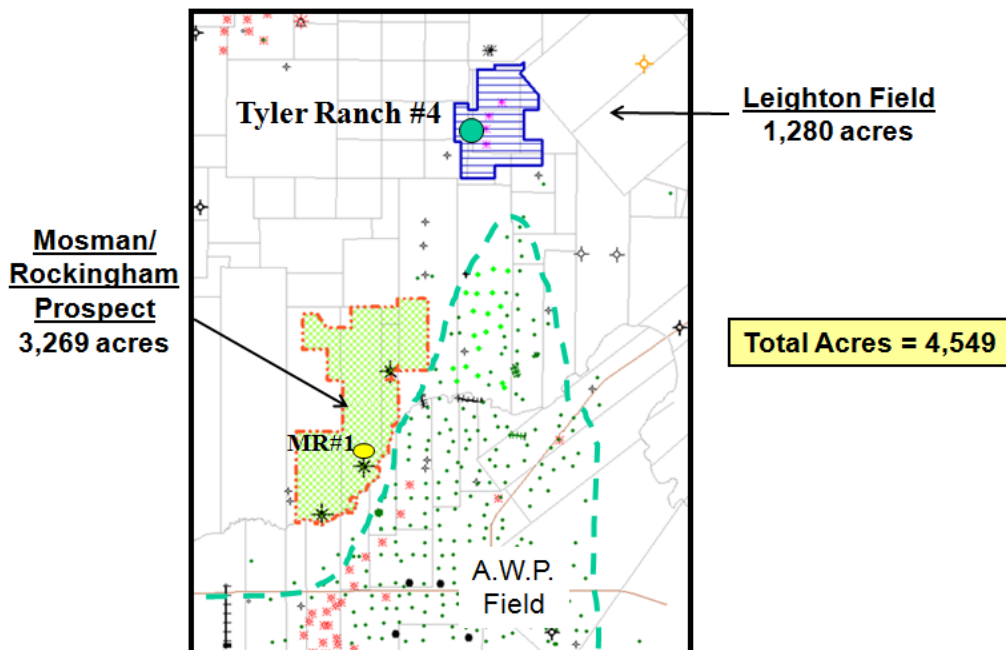 Tyler Ranch #4
Leighton Field
1,280 acres
Mosman/
Rockingham
Prospect
3,269 acres
Total Acres = 4,549
MR#1
A.W.P.
Field